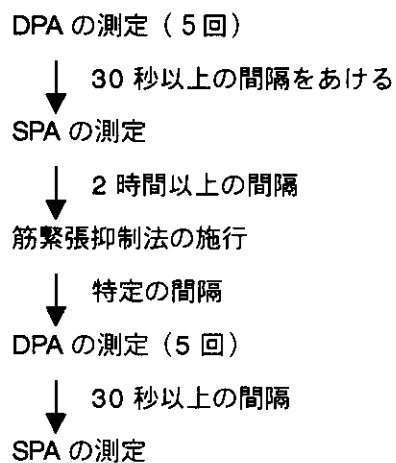 DPA の測定（5回）
30 秒以上の間隔をあける
SPA の測定
2 時間以上の間隔
筋緊張抑制法の施行
特定の間隔
DPA の測定（5 回）
30 秒以上の間隔
SPA の測定